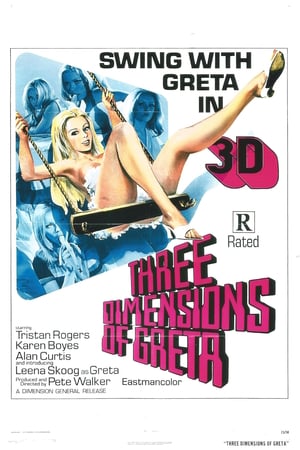 SWING WITH
GRETA
IN
3D
R
Rated
THREE
DIMENSIONS
OF GRETA
starring
Tristan Rogers
Karen Boyes
Alan Curtis
and introducing
Leena Skoog as Greta
Produced and
Directed by Pete Walker
Eastmancolor
A DIMENSION GENERAL RELEASE
"THREE DIMENSIONS OF GRETA"